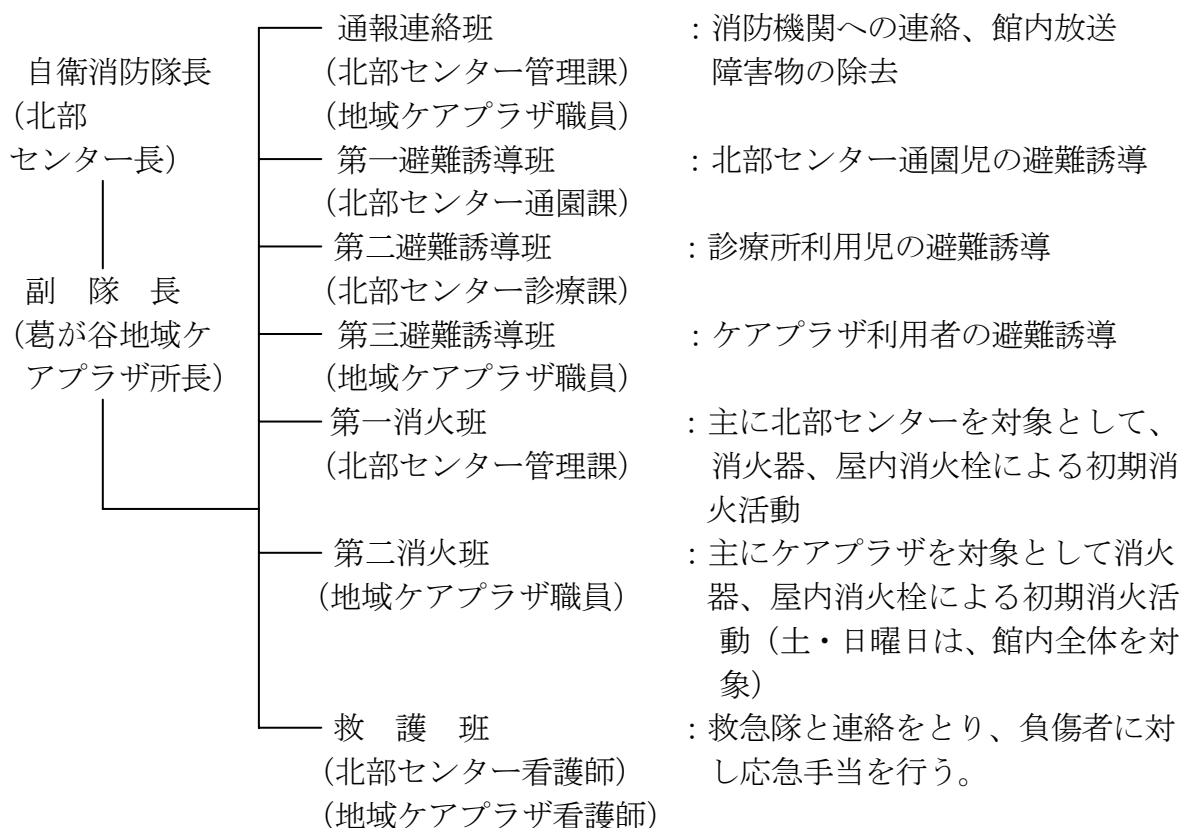 自衛消防隊長
(北部
センター長)
副　隊　長
(葛が谷地域ケ
アプラザ所長)
通報連絡班
(北部センター管理課)
(地域ケアプラザ職員)
：消防機関への連絡、館内放送
障害物の除去
第一避難誘導班
(北部センター通園課)
：北部センター通園児の避難誘導
第二避難誘導班
(北部センター診療課)
：診療所利用児の避難誘導
第三避難誘導班
(地域ケアプラザ職員)
：ケアプラザ利用者の避難誘導
第一消火班
(北部センター管理課)
：主に北部センターを対象として、
消火器、屋内消火栓による初期消
火活動
第二消火班
(地域ケアプラザ職員)
：主にケアプラザを対象として消火
器、屋内消火栓による初期消火活
動（土・日曜日は、館内全体を対
象）
救　護　班
(北部センター看護師)
(地域ケアプラザ看護師)
：救急隊と連絡をとり、負傷者に対
し応急手当を行う。